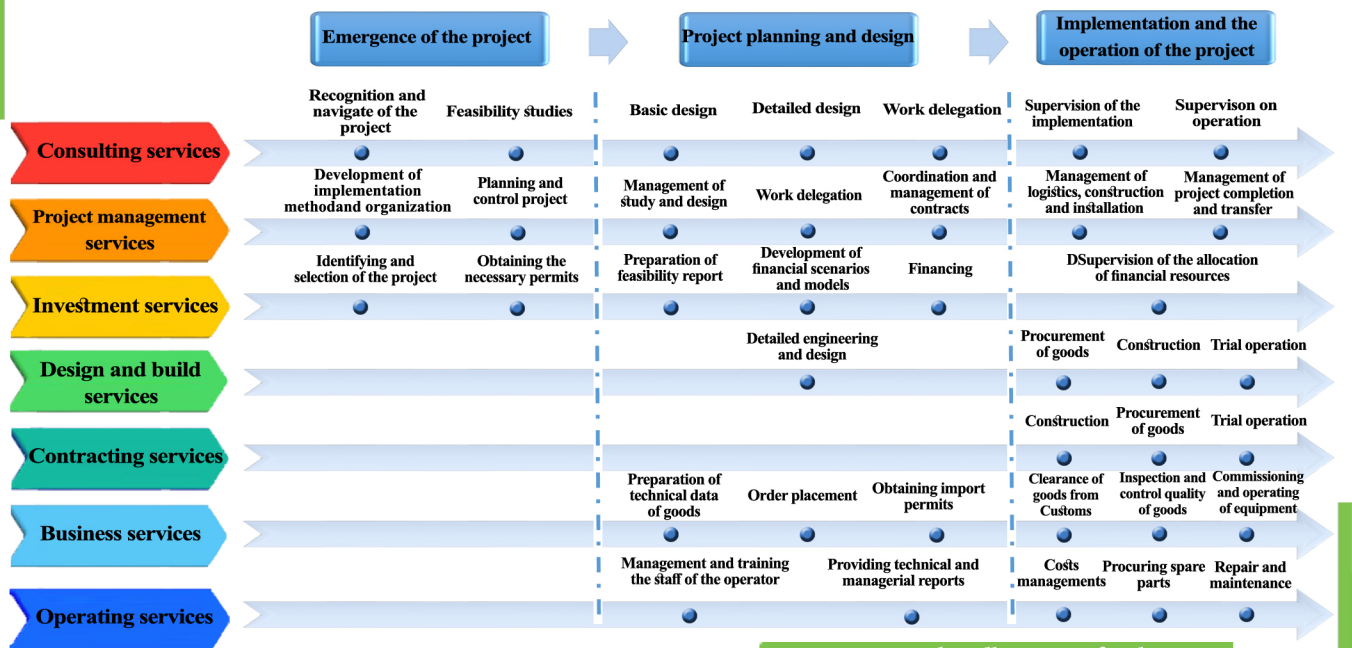 Emergence of the project
Project planning and design
Implementation and the
operation of the project
Recognition and
navigate of the
project
Feasibility studies
Basic design
Detailed design
Work delegation
Supervision of the
implementation
Supervison on
operation
Consulting services
Development of
implementation
methodand organization
Planning and
control project
Management of
study and design
Work delegation
Coordination and
management of
contracts
Management of
logistics, construction
and installation
Management of
project completion
and transfer
Project management
services
Identifying and
selection of the project
Obtaining the
necessary permits
Preparation of
feasibility report
Development of
financial scenarios
and models
Financing
DSupervision of the allocation
of financial resources
Investment services
Detailed engineering
and design
Procurement
of goods
Construction
Trial operation
Design and build
services
Construction
Procurement
of goods
Trial operation
Contracting services
Preparation of
technical data
of goods
Order placement
Obtaining import
permits
Clearance of
goods from
Customs
Inspection and
control quality
of goods
Commissioning
and operating
of equipment
Business services
Management and training
the staff of the operator
Providing technical and
managerial reports
Costs
managements
Procuring spare
parts
Repair and
maintenance
Operating services